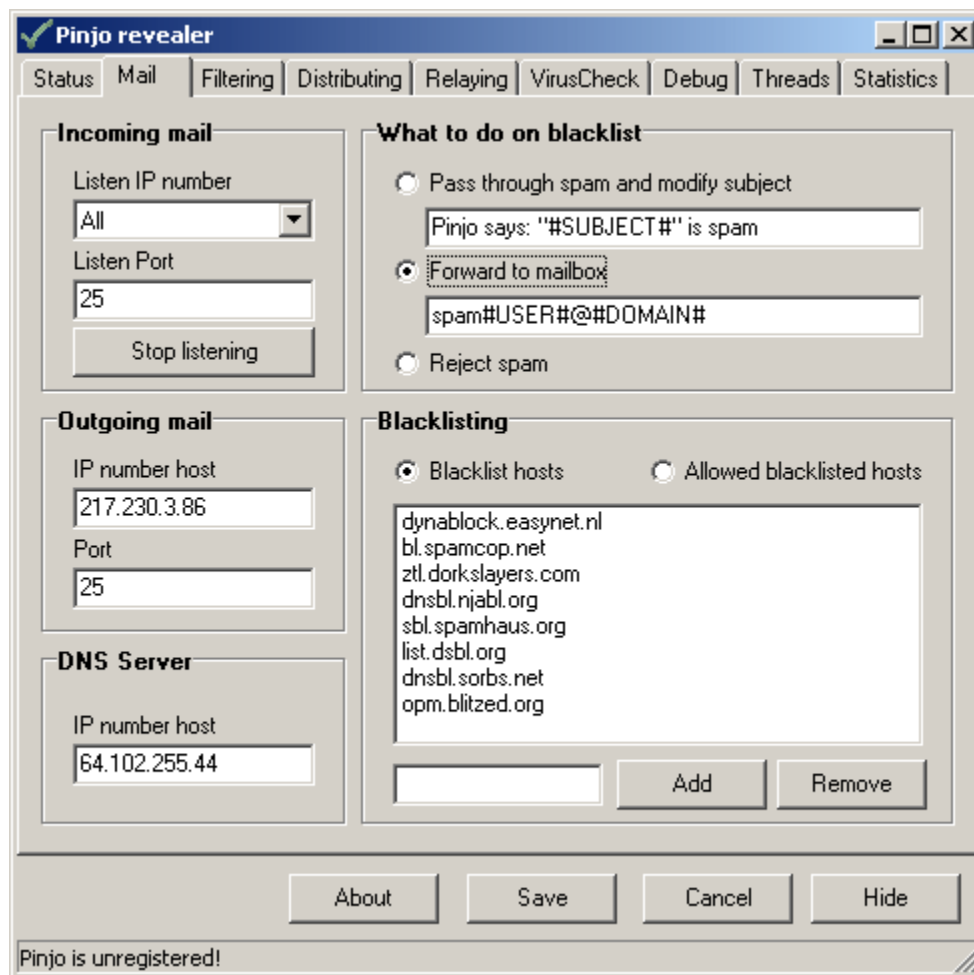 Pinjo revealer
Status Mail Filtering Distributing Relaying VirusCheck Debug Threads Statistics
Incoming mail
Listen IP number
All
Listen Port
25
Stop listening
What to do on blacklist
Pass through spam and modify subject
Pinjo says: "#SUBJECT#" is spam
Forward to mailbox
spam#USER#@#DOMAIN#
Reject spam
Outgoing mail
IP number host
217.230.3.86
Port
25
DNS Server
IP number host
64.102.255.44
Blacklisting
Blacklist hosts Allowed blacklisted hosts
dynablock.easynet.nl
bl.spamcop.net
ztl.dorkslayers.com
dnsbl.njabl.org
sbl.spamhaus.org
list.dsbl.org
dnsbl.sorbs.net
opm.blitzed.org
Add Remove
About Save Cancel Hide
Pinjo is unregistered!